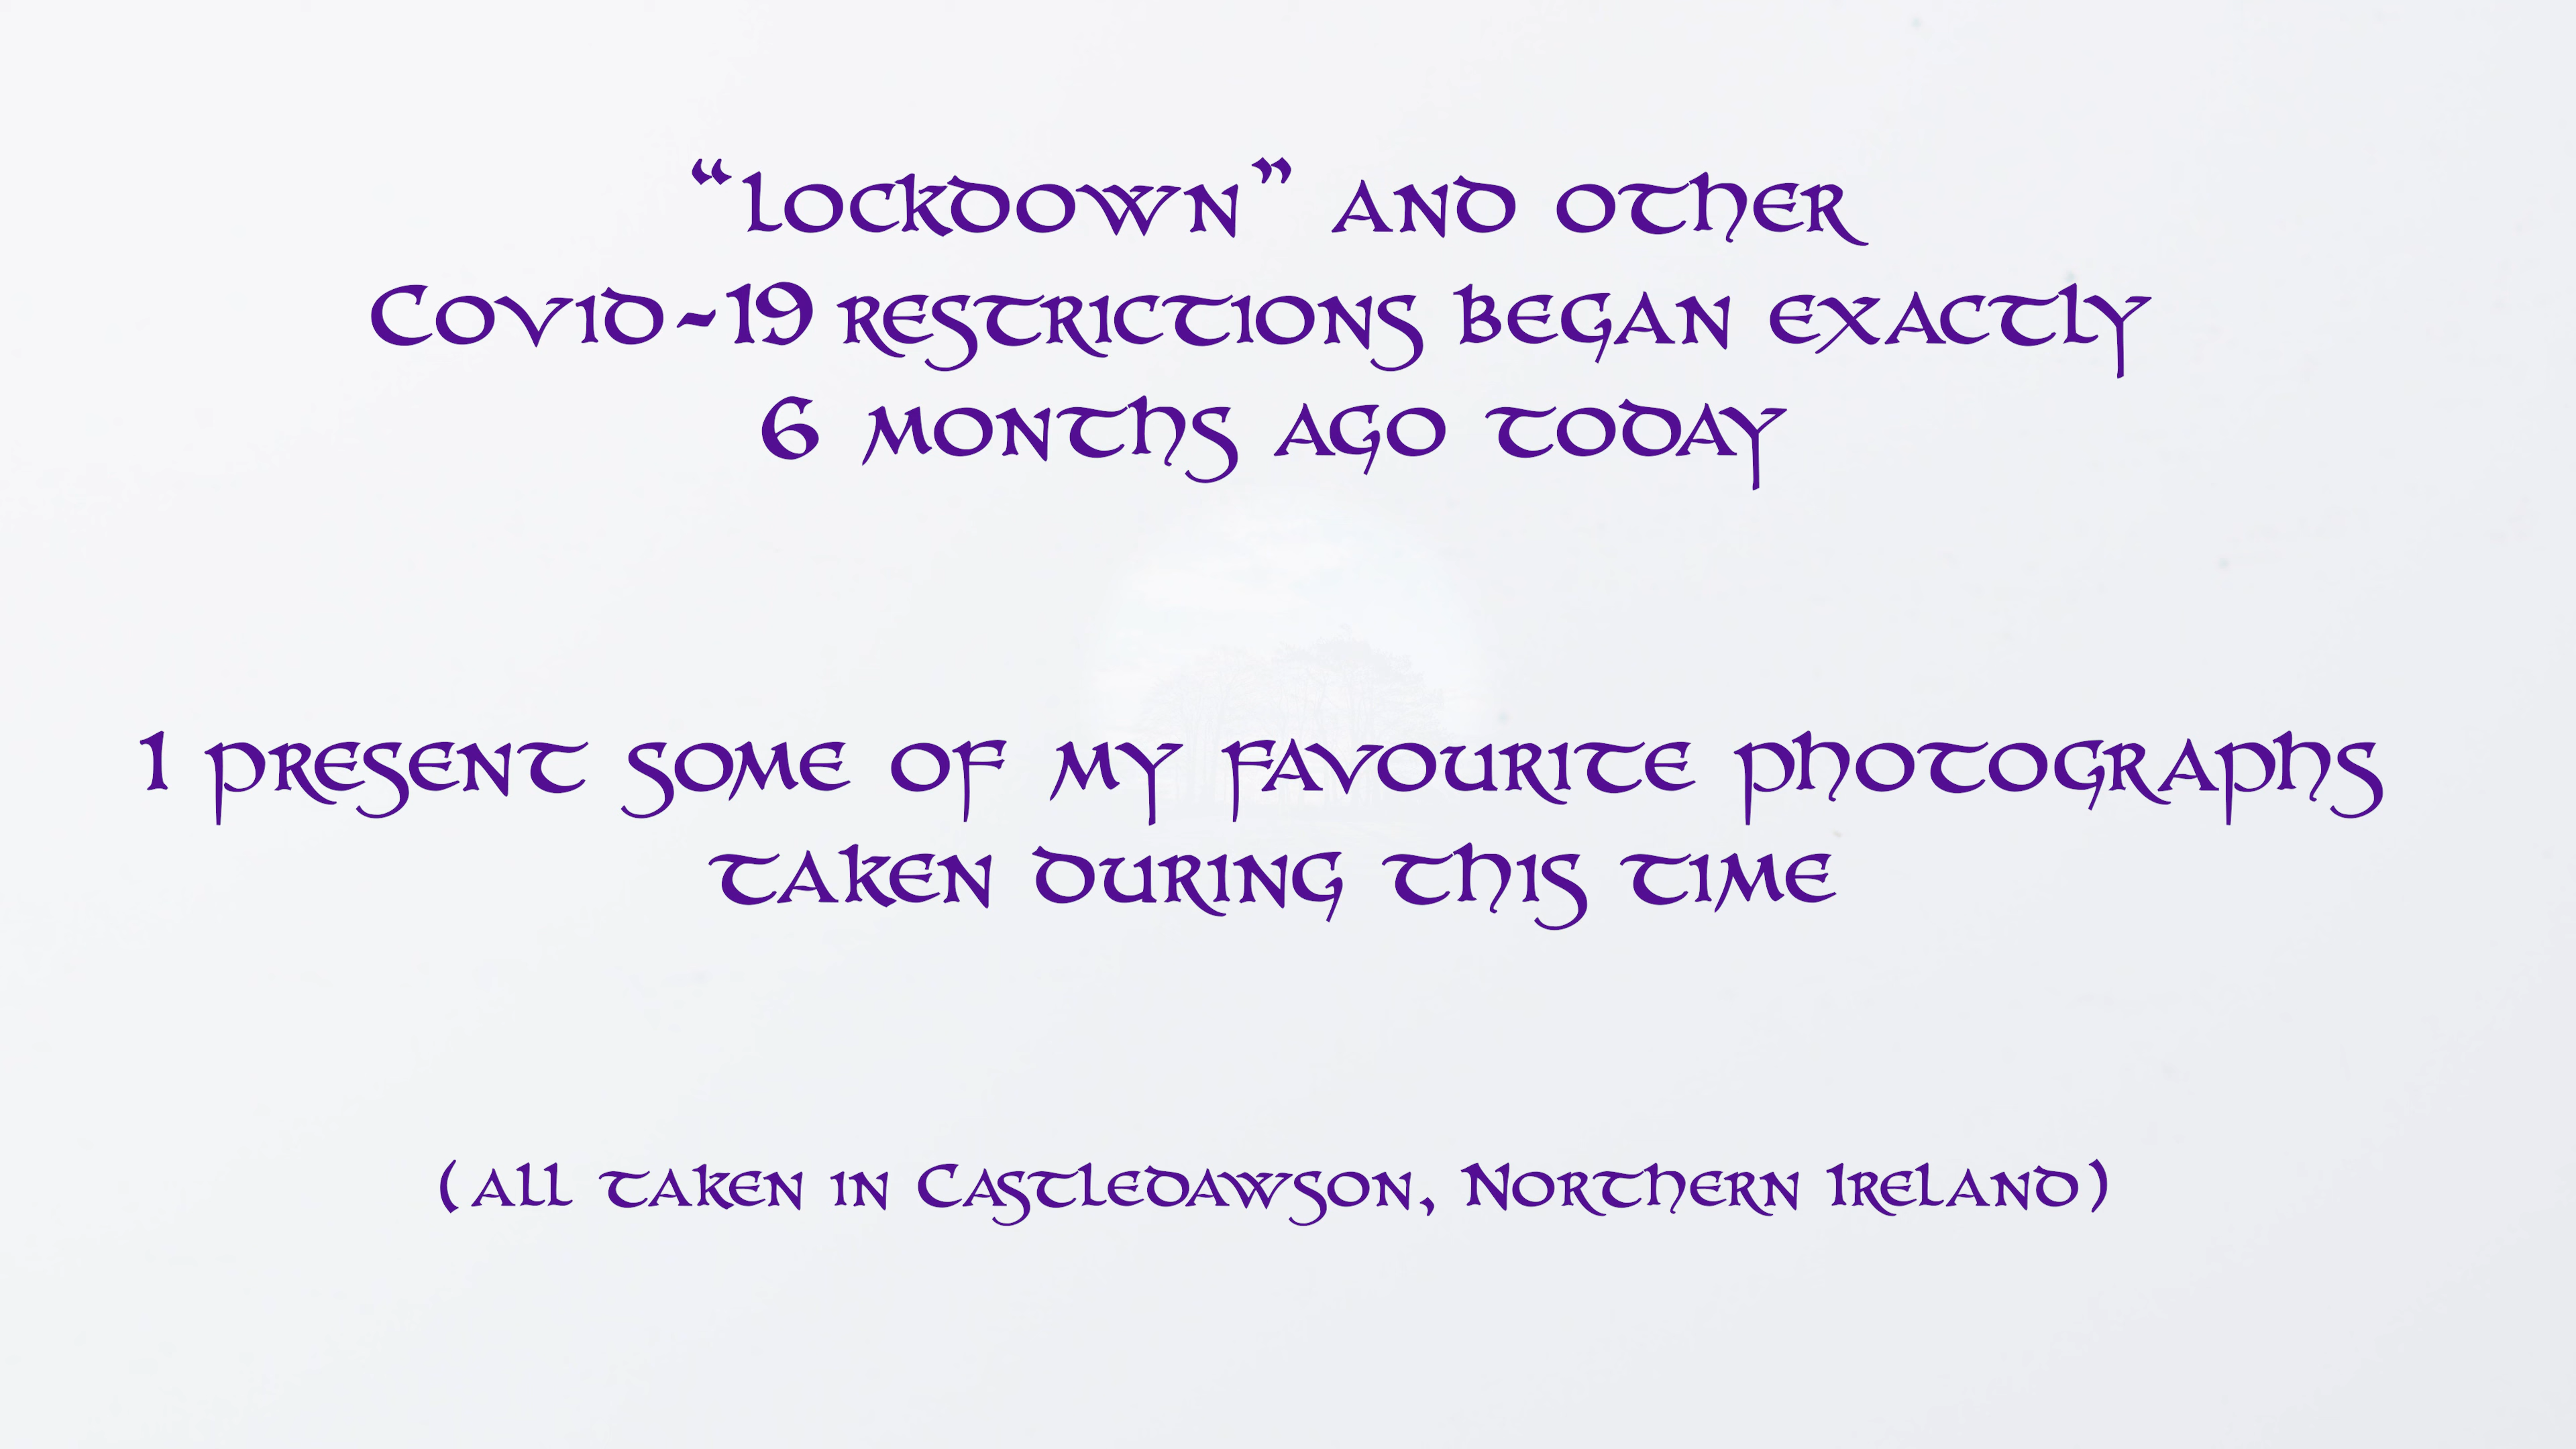 “Lockdown” and other
Covid-19 restrictions began exactly
6 months ago today
I present some of my favourite photographs
taken during this time
(all taken in Castledawson, Northern Ireland)